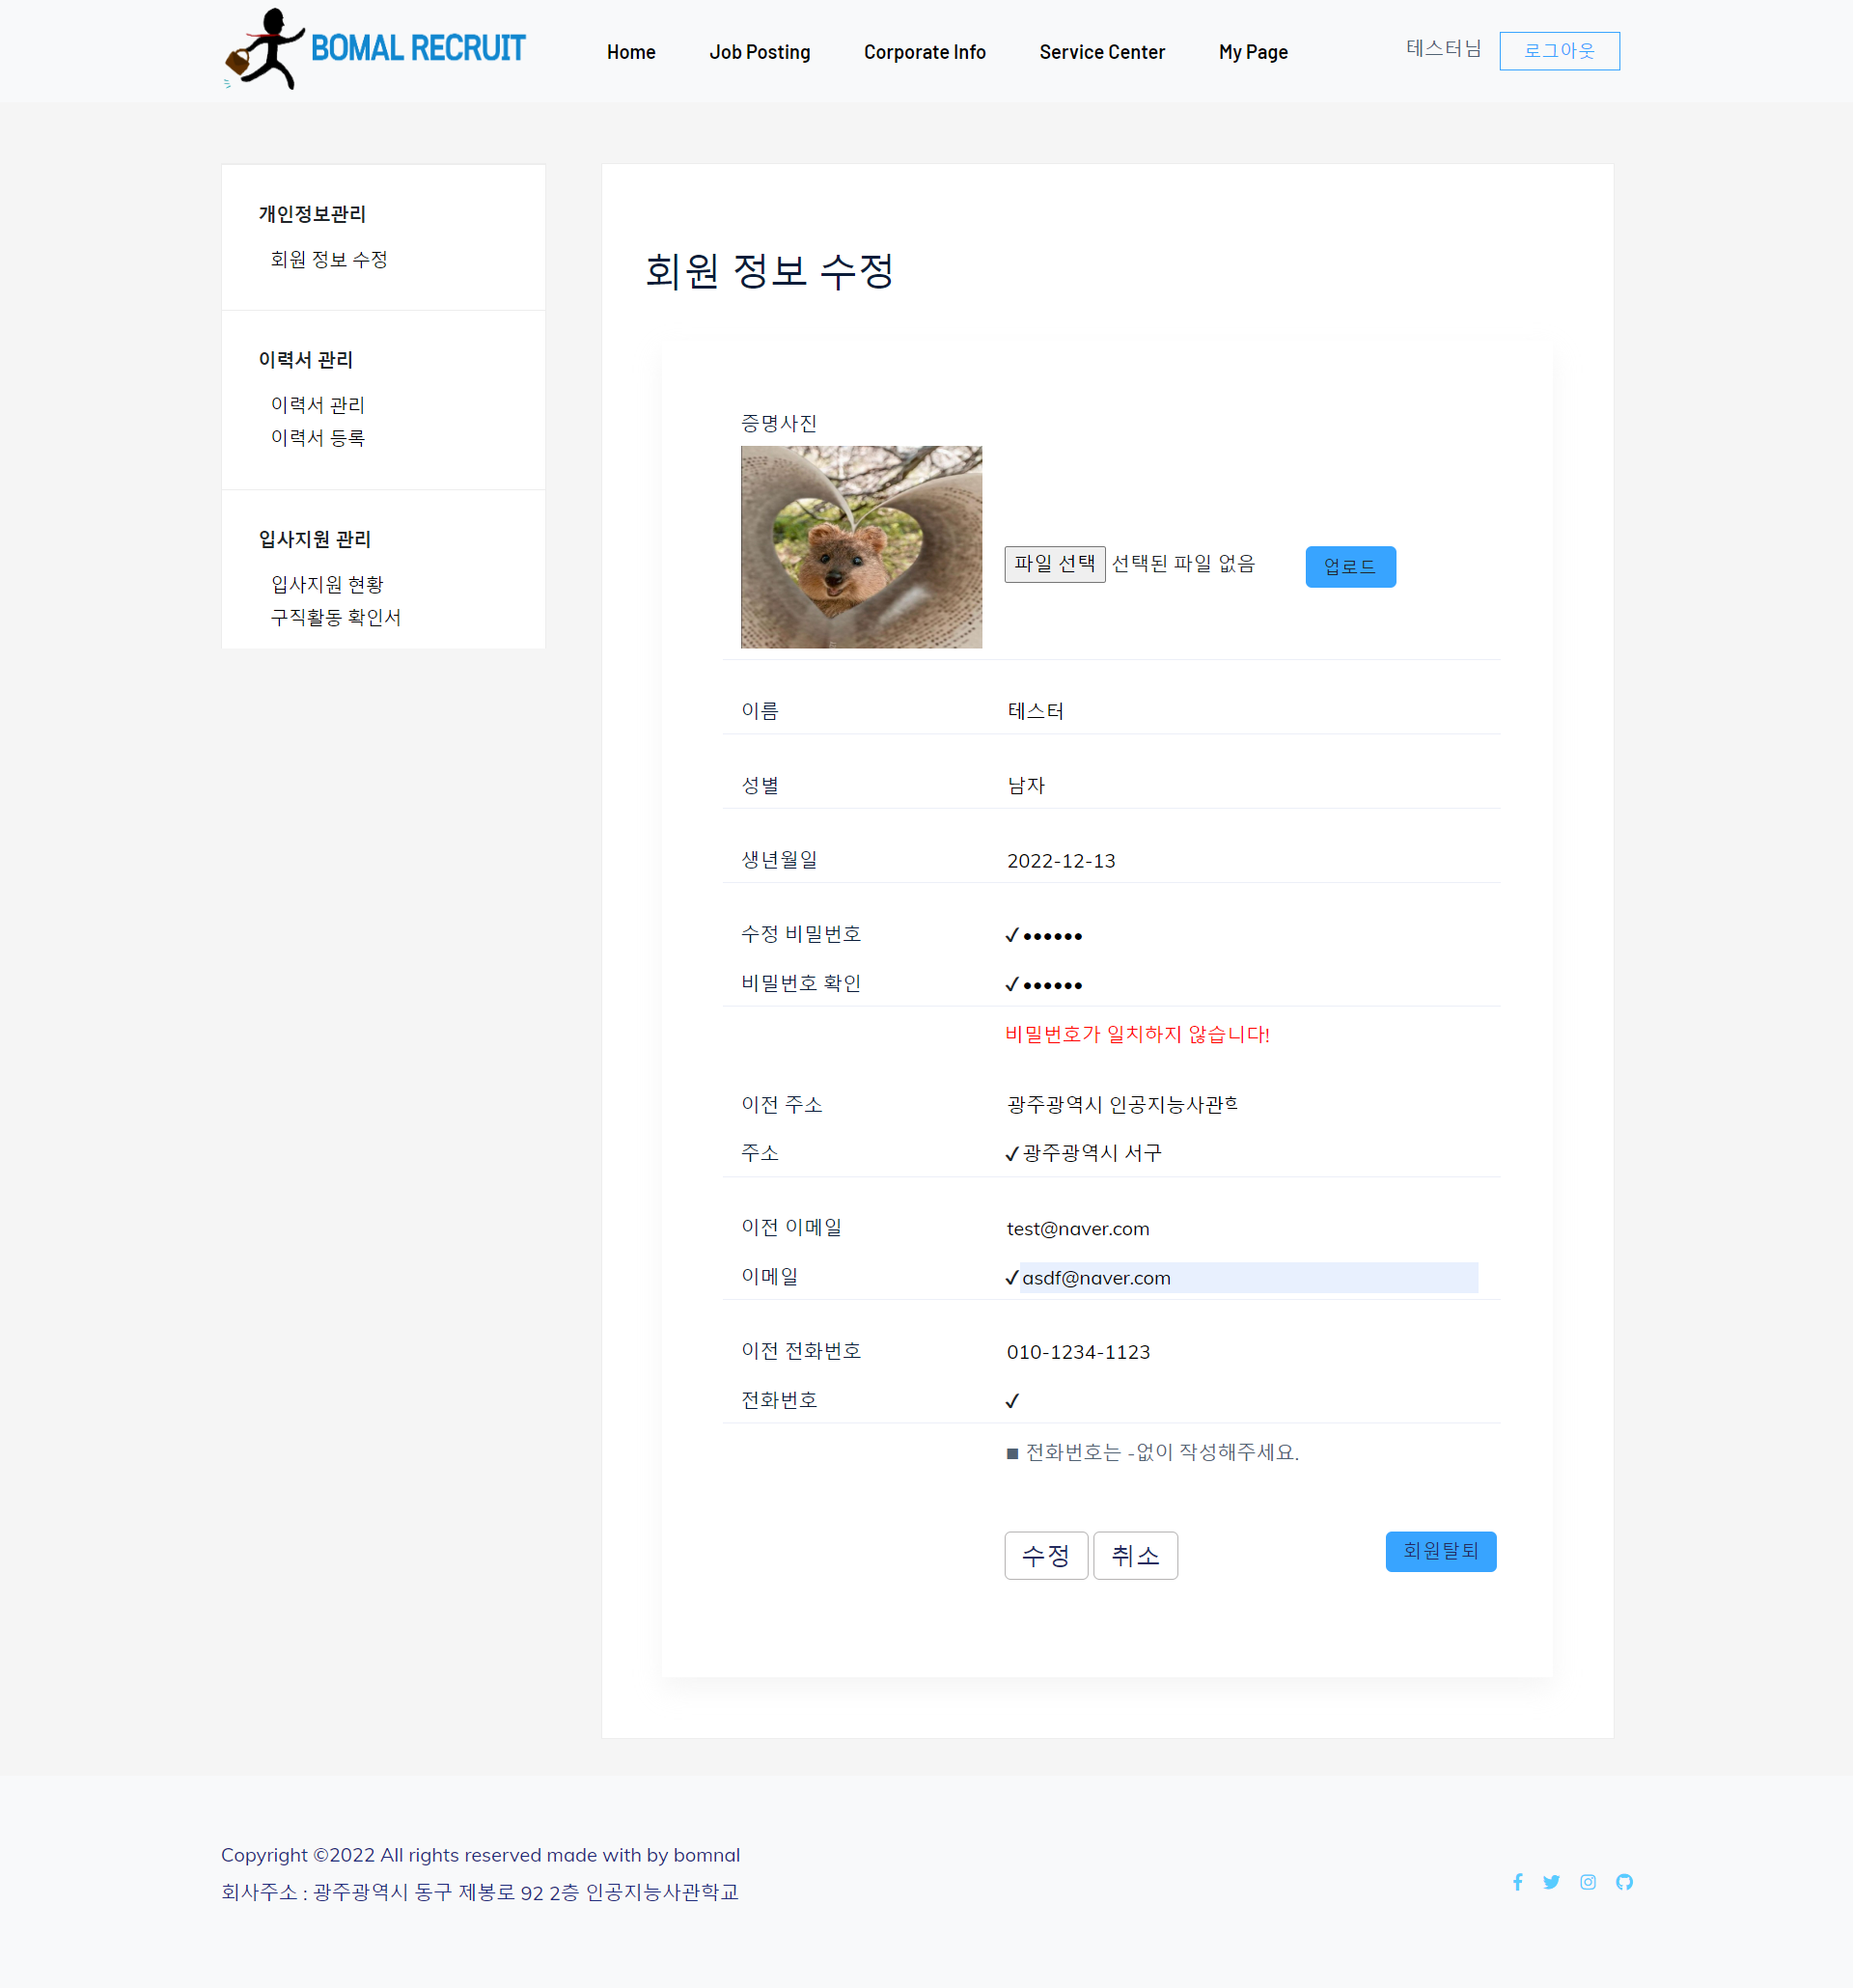 BOMAL RECRUIT
Home Job Posting Corporate Info Service Center My Page 테스터님 로그아웃
개인정보관리
회원 정보 수정
이력서 관리
이력서 관리
이력서 등록
입사지원 관리
입사지원 현황
구직활동 확인서
회원 정보 수정
증명사진
파일 선택 선택된 파일 없음 업로드
이름 테스터
성별 남자
생년월일 2022-12-13
수정 비밀번호 ✓••••••
비밀번호 확인 ✓••••••
비밀번호가 일치하지 않습니다!
이전 주소 광주광역시 인공지능사관
주소 ✓광주광역시 서구
이전 이메일 test@naver.com
이메일 ✓asdf@naver.com
이전 전화번호 010-1234-1123
전화번호 ✓
■ 전화번호는 -없이 작성해주세요.
수정 취소 회원탈퇴
Copyright ©2022 All rights reserved made with by bomnal
회사주소 : 광주광역시 동구 제봉로 92 2층 인공지능사관학교